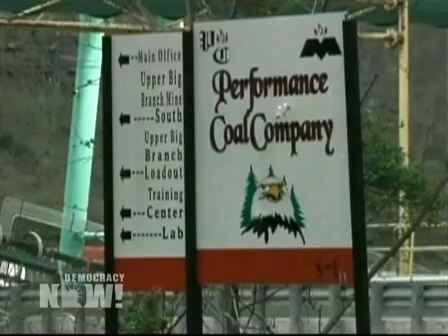 Main Office
Upper Big
Branch Mine
South
Upper Big
Branch
Loadout
Training
Center
Lab
P C
M
Performance
Coal Company
DEMOCRACY
NOW!